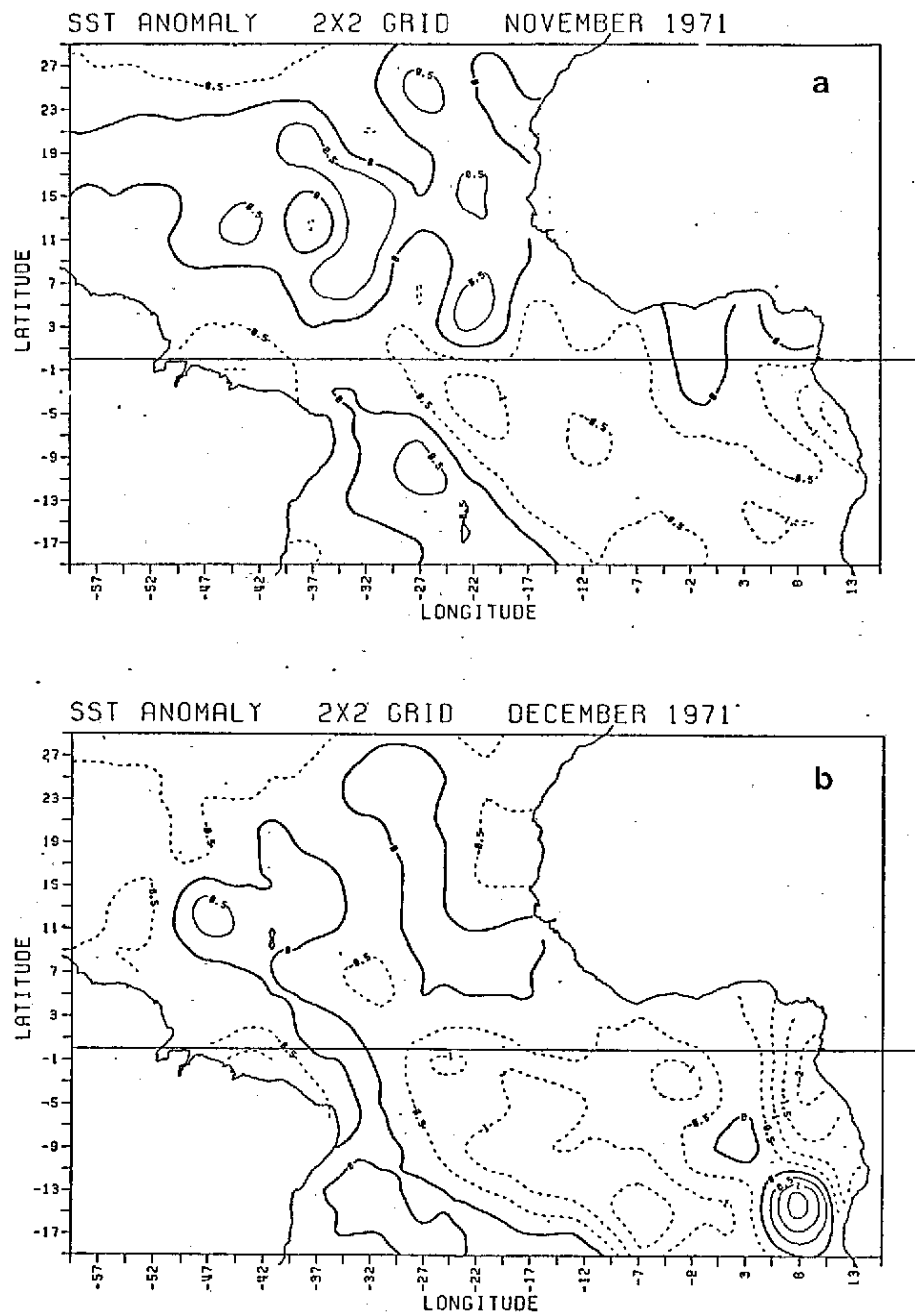 SST ANOMALY 2X2 GRID NOVEMBER 1971
a
27
23
19
15
11
7
3
-1
-5
-9
-13
-17
LATITUDE
-57 -52 -47 -42 -37 -32 -27 -22 -17 -12 -7 -2 3 8 13
LONGITUDE
SST ANOMALY 2X2 GRID DECEMBER 1971
b
27
23
19
15
11
7
3
-1
-5
-9
-13
-17
LATITUDE
-57 -52 -47 -42 -37 -32 -27 -22 -17 -12 -7 -2 3 8 13
LONGITUDE